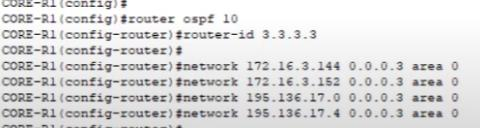 CORE-R1(config)#
CORE-R1(config)#router ospf 10
CORE-R1(config-router)#router-id 3.3.3.3
CORE-R1(config-router)#
CORE-R1(config-router)#network 172.16.3.144 0.0.0.3 area 0
CORE-R1(config-router)#network 172.16.3.152 0.0.0.3 area 0
CORE-R1(config-router)#network 195.136.17.0 0.0.0.3 area 0
CORE-R1(config-router)#network 195.136.17.4 0.0.0.3 area 0
CORE-R1(config-router)#